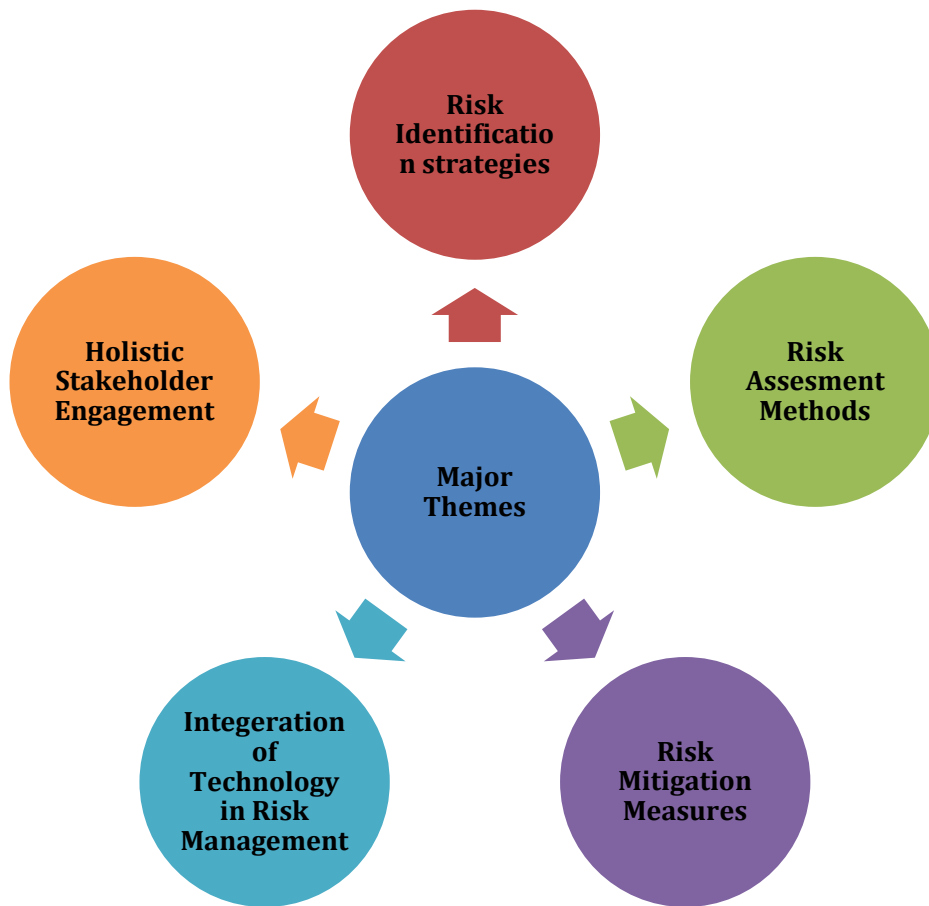 Risk
Identificatio
n strategies
Holistic
Stakeholder
Engagement
Risk
Assesment
Methods
Major
Themes
Integeration
of
Technology
in Risk
Management
Risk
Mitigation
Measures